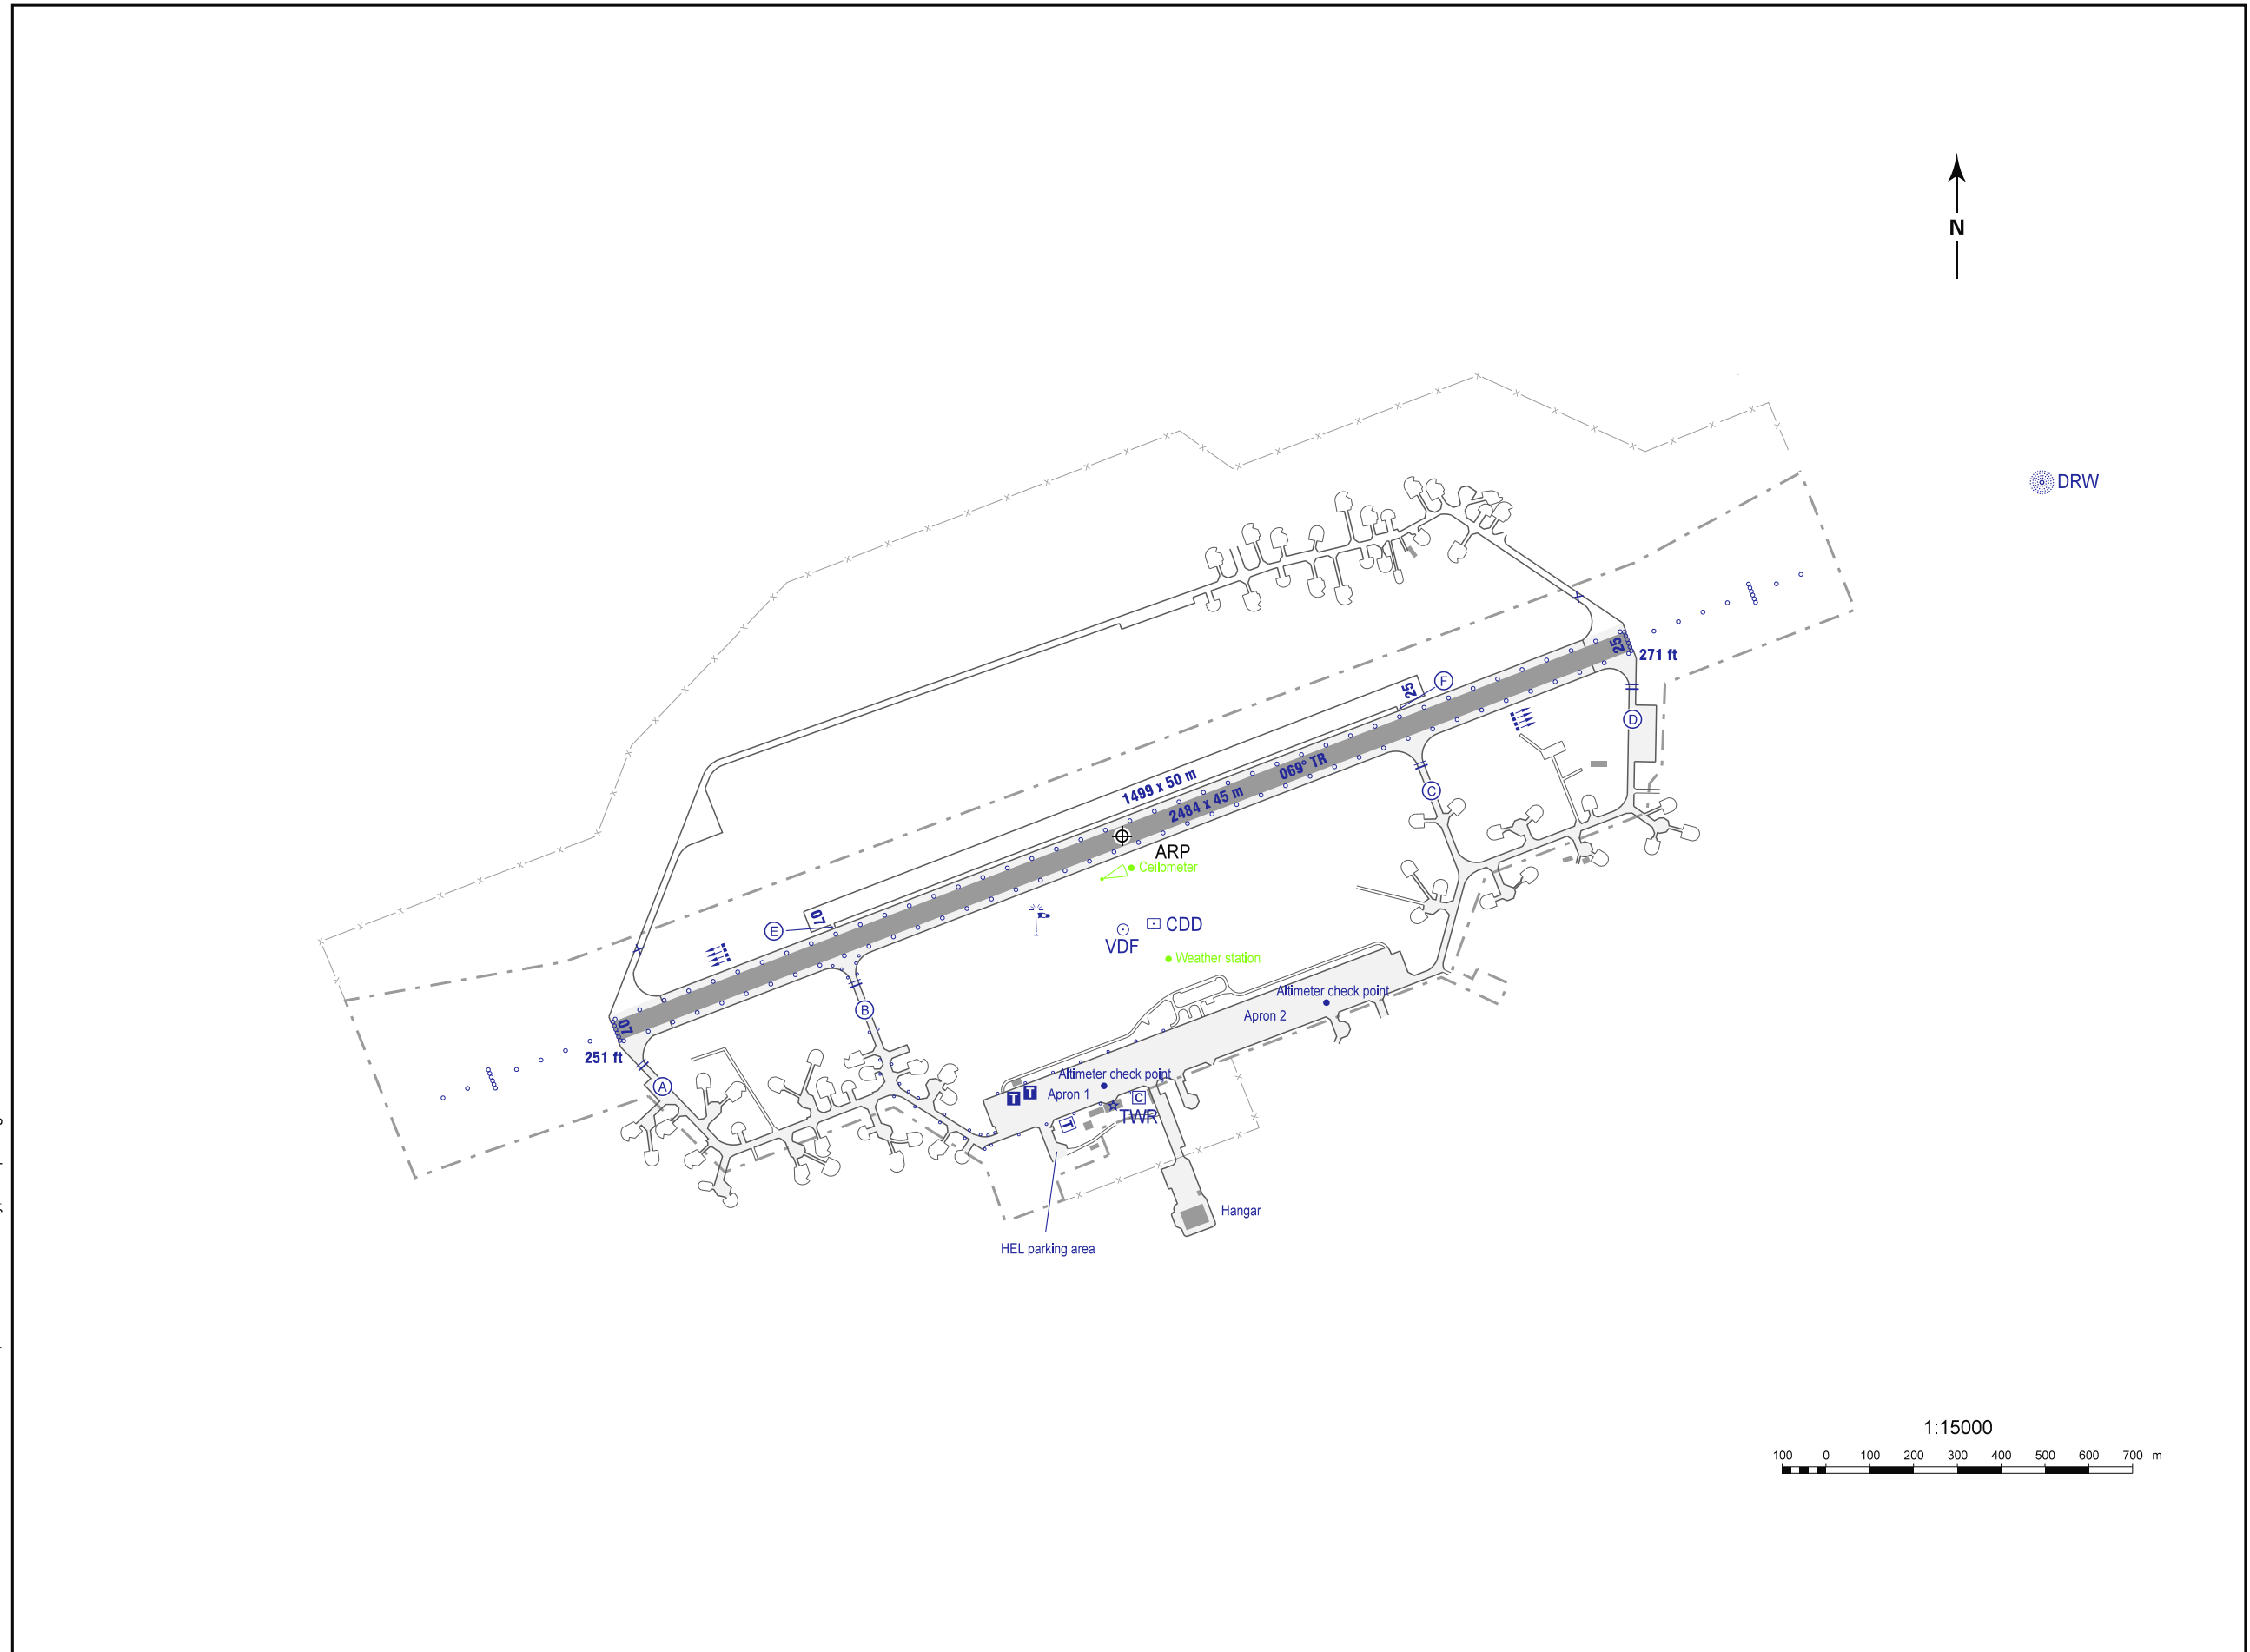 N
DRW
25
271 ft
F
25
D
069° TR
1499 x 50 m
2484 x 45 m
C
ARP
Ceilometer
07
E
CDD
VDF
Weather station
Altimeter check point
B
Apron 2
07
251 ft
Altimeter check point
A
T
T
Apron 1
C
TWR
T
Hangar
HEL parking area
1:15000
100 0 100 200 300 400 500 600 700 m